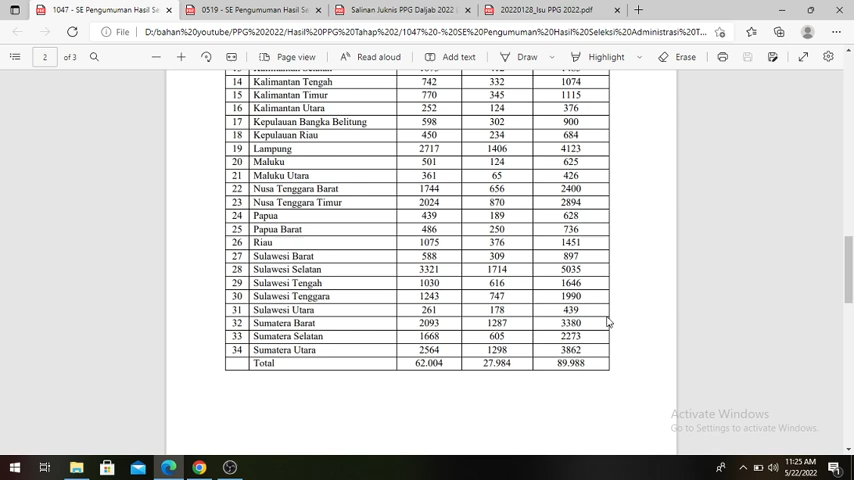 1047 - SE Pengumuman Hasil Se
0519 - SE Pengumuman Hasil Se
Salinan Juknis PPG Daljab 2022 (
20220128_Isu PPG 2022.pdf
File D:/bahan%20youtube/PPG%202022/Hasil%20PPG%20Tahap%202/1047%20-%20SE%20Pengumuman%20Hasil%20Seleksi%20Administrasi%20T...
2 of 3 Page view Read aloud Add text Draw Highlight Erase
14 Kalimantan Tengah 742 332 1074
15 Kalimantan Timur 770 345 1115
16 Kalimantan Utara 252 124 376
17 Kepulauan Bangka Belitung 598 302 900
18 Kepulauan Riau 450 234 684
19 Lampung 2717 1406 4123
20 Maluku 501 124 625
21 Maluku Utara 361 65 426
22 Nusa Tenggara Barat 1744 656 2400
23 Nusa Tenggara Timur 2024 870 2894
24 Papua 439 189 628
25 Papua Barat 486 250 736
26 Riau 1075 376 1451
27 Sulawesi Barat 588 309 897
28 Sulawesi Selatan 3321 1714 5035
29 Sulawesi Tengah 1030 616 1646
30 Sulawesi Tenggara 1243 747 1990
31 Sulawesi Utara 261 178 439
32 Sumatera Barat 2093 1287 3380
33 Sumatera Selatan 1668 605 2273
34 Sumatera Utara 2564 1298 3862
Total 62.004 27.984 89.988
Activate Windows
Go to Settings to activate Windows.
11:25 AM
5/22/2022